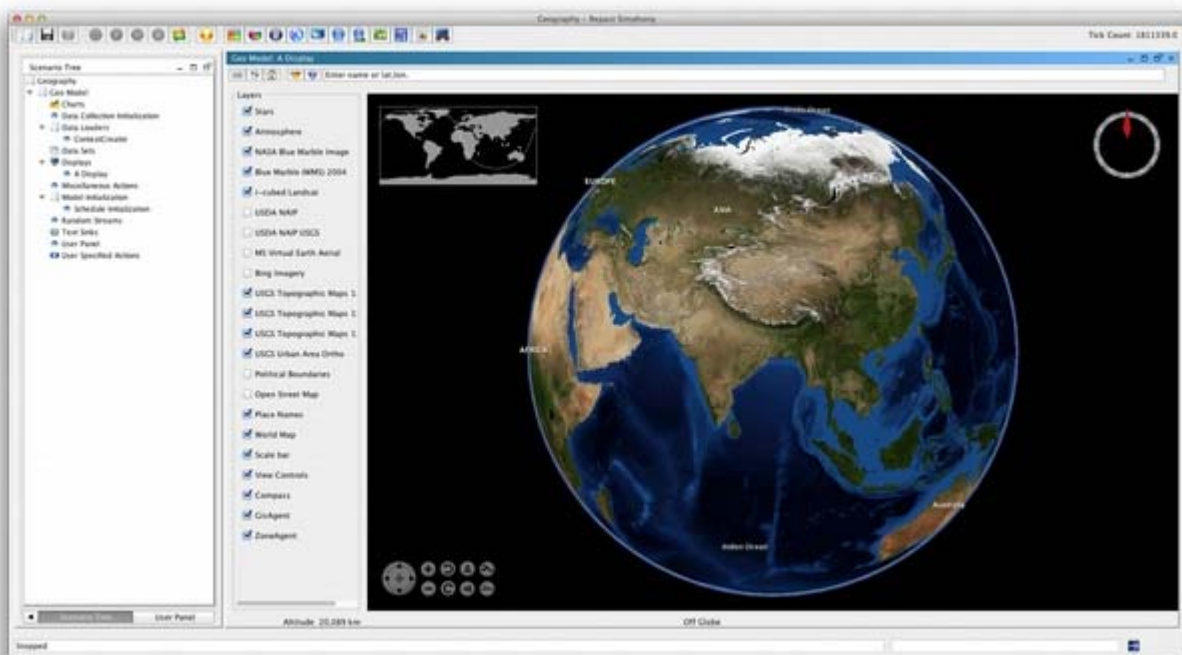 Geography - Repast Simphony
Tick Count: 1811339.0
Scenario Tree
Geography
Geo Model
Charts
Data Collection Initialization
Data Loaders
ContextCreator
Data Sets
Displays
A Display
Miscellaneous Actions
Model Initialization
Schedule Initialization
Random Streams
Text Sinks
User Panel
User Specified Actions
Scenario Tree
User Panel
Geo Model: A Display
Enter name or lat,lon.
Layers
Stars
Atmosphere
NASA Blue Marble Image
Blue Marble (WMS) 2004
i-cubed Landsat
USDA NAIP
USDA NAIP USGS
MS Virtual Earth Aerial
Bing Imagery
USGS Topographic Maps 1
USGS Topographic Maps 1
USGS Topographic Maps 1
USGS Urban Area Ortho
Political Boundaries
Open Street Map
Place Names
World Map
Scale bar
View Controls
Compass
GisAgent
ZoneAgent
Arctic Ocean
EUROPE
ASIA
AFRICA
Australia
Indian Ocean
Altitude 20,089 km
Off Globe
Stopped